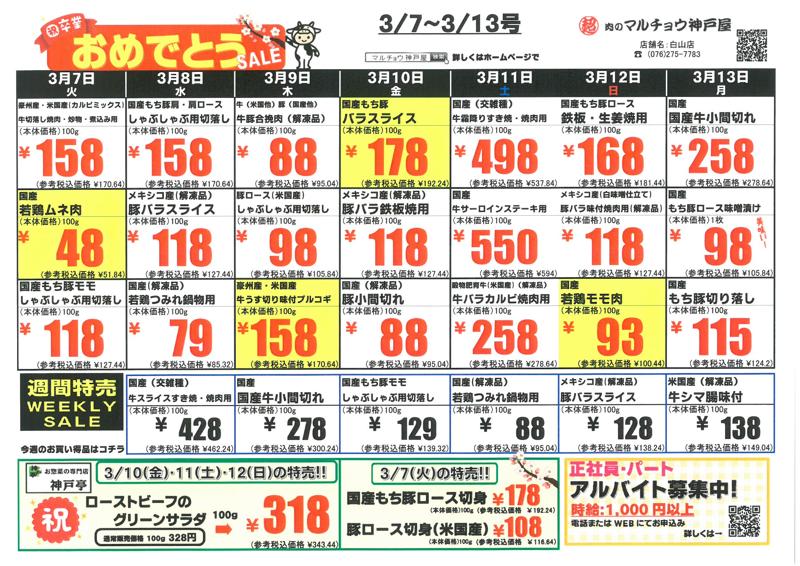 祝卒業
おめでとう
SALE
3/7〜3/13号
マルチョウ神戸屋 検索
詳しくはホームページで
超 肉のマルチョウ神戸屋
店舗名：白山店
☎ (076)275-7783
3月7日 火
3月8日 水
3月9日 木
3月10日 金
3月11日 土
3月12日 日
3月13日 月
豪州産・米国産(カルビミックス)
牛切落し焼肉・炒物・煮込み用
(本体価格)100g
¥158
(参考税込価格 ¥170.64)
国産もち豚肩・肩ロース
しゃぶしゃぶ用切落し
(本体価格)100g
¥158
(参考税込価格 ¥170.64)
牛(米国他)豚(国産他)
牛豚合挽肉(解凍品)
(本体価格)100g
¥88
(参考税込価格 ¥95.04)
国産もち豚
バラスライス
(本体価格)100g
¥178
(参考税込価格 ¥192.24)
国産(交雑種)
牛霜降りすき焼・焼肉用
(本体価格)100g
¥498
(参考税込価格 ¥537.84)
国産もち豚ロース
鉄板・生姜焼用
(本体価格)100g
¥168
(参考税込価格 ¥181.44)
国産
国産牛小間切れ
(本体価格)100g
¥258
(参考税込価格 ¥278.64)
国産
若鶏ムネ肉
(本体価格)100g
¥48
(参考税込価格 ¥51.84)
メキシコ産(解凍品)
豚バラスライス
(本体価格)100g
¥118
(参考税込価格 ¥127.44)
豚ロース(米国産)
しゃぶしゃぶ用切落し
(本体価格)100g
¥98
(参考税込価格 ¥105.84)
メキシコ産(解凍品)
豚バラ鉄板焼用
(本体価格)100g
¥118
(参考税込価格 ¥127.44)
国産(交雑種)
牛サーロインステーキ用
(本体価格)100g
¥550
(参考税込価格 ¥594)
メキシコ産(白味噌仕立て)
豚バラ味付焼肉用(解凍品)
(本体価格)100g
¥118
(参考税込価格 ¥127.44)
国産
もち豚ロース味噌漬け
(本体価格)1枚
美味い〜!
¥98
(参考税込価格 ¥105.84)
国産もち豚モモ
しゃぶしゃぶ用切落し
(本体価格)100g
¥118
(参考税込価格 ¥127.44)
国産(解凍品)
若鶏つみれ鍋物用
(本体価格)100g
¥79
(参考税込価格 ¥85.32)
豪州産・米国産
牛うす切り味付プルコギ
(本体価格)100g
¥158
(参考税込価格 ¥170.64)
国産(解凍品)
豚小間切れ
(本体価格)100g
¥88
(参考税込価格 ¥95.04)
穀物肥育牛(米国産)(解凍品)
牛バラカルビ焼肉用
(本体価格)100g
¥258
(参考税込価格 ¥278.64)
国産
若鶏モモ肉
(本体価格)100g
¥93
(参考税込価格 ¥100.44)
国産
もち豚切り落し
(本体価格)100g
¥115
(参考税込価格 ¥124.2)
週間特売
WEEKLY
SALE
今週のお買い得品はコチラ
国産(交雑種)
牛スライスすき焼・焼肉用
(本体価格)100g
¥428
(参考税込価格 ¥462.24)
国産
国産牛小間切れ
(本体価格)100g
¥278
(参考税込価格 ¥300.24)
国産もち豚モモ
しゃぶしゃぶ用切落し
(本体価格)100g
¥129
(参考税込価格 ¥139.32)
国産(解凍品)
若鶏つみれ鍋物用
(本体価格)100g
¥88
(参考税込価格 ¥95.04)
メキシコ産(解凍品)
豚バラスライス
(本体価格)100g
¥128
(参考税込価格 ¥138.24)
米国産(解凍品)
牛シマ腸味付
(本体価格)100g
¥138
(参考税込価格 ¥149.04)
お惣菜の専門店
神戸亭
3/10(金)・11(土)・12(日)の特売!!
祝
ローストビーフの
グリーンサラダ
通常販売価格 100g 328円
100g
¥318
(参考税込価格 ¥343.44)
3/7(火)の特売!!
国産もち豚ロース切身 ¥178
(本体価格)100g (参考税込価格 ¥192.24)
豚ロース切身(米国産) ¥108
(本体価格)100g (参考税込価格 ¥116.64)
正社員・パート
アルバイト募集中!
時給:1,000円以上
電話またはWEBにてお申込み
詳しくは→